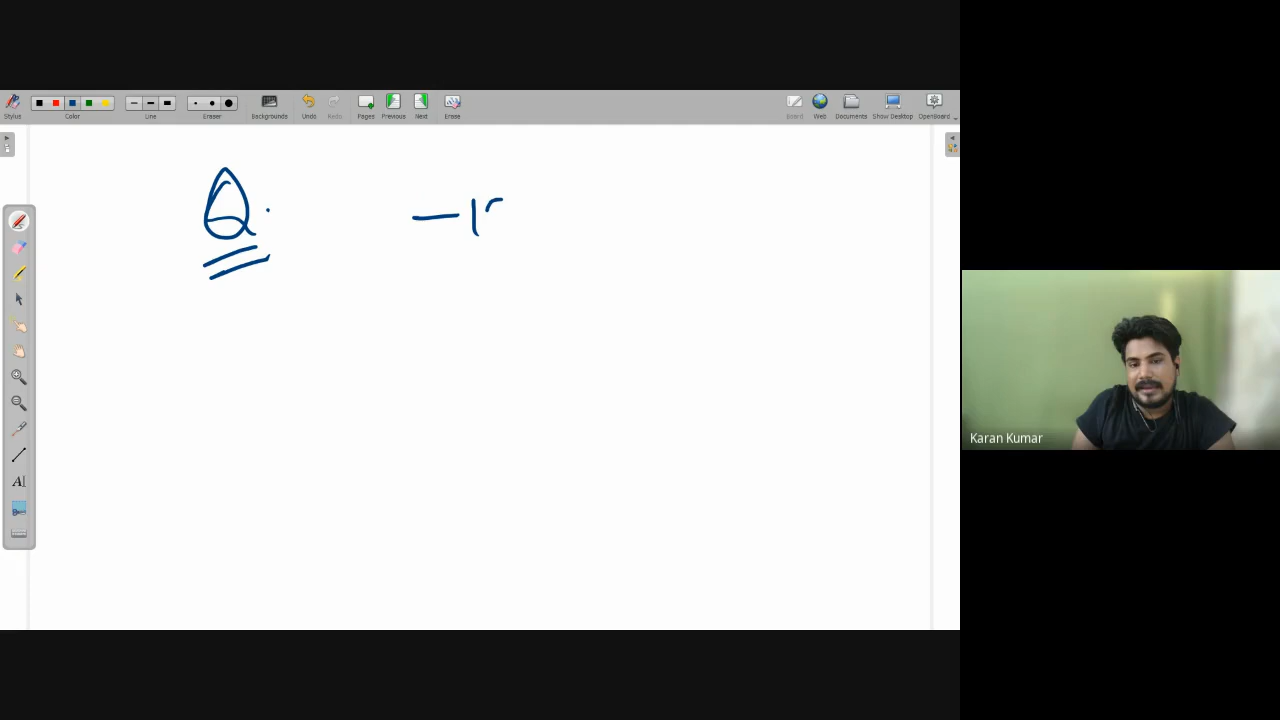 Stylus
Color
Line
Eraser
Backgrounds
Undo
Redo
Pages
Previous
Next
Erase
Board
Web
Documents
Show Desktop
OpenBoard
Q.
Karan Kumar